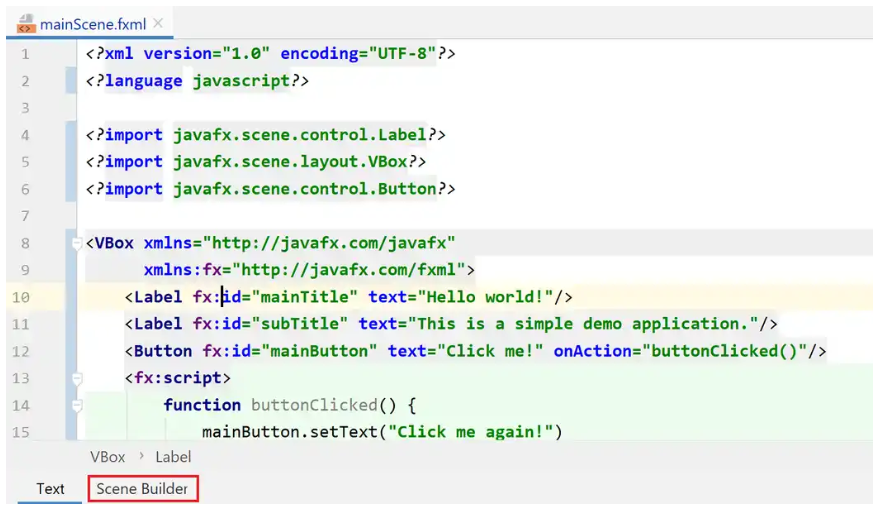 mainScene.fxml
1 <?xml version="1.0" encoding="UTF-8"?>
2 <?language javascript?>
3
4 <?import javafx.scene.control.Label?>
5 <?import javafx.scene.layout.VBox?>
6 <?import javafx.scene.control.Button?>
7
8 <VBox xmlns="http://javafx.com/javafx"
9 xmlns:fx="http://javafx.com/fxml">
10 <Label fx:id="mainTitle" text="Hello world!"/>
11 <Label fx:id="subTitle" text="This is a simple demo application."/>
12 <Button fx:id="mainButton" text="Click me!" onAction="buttonClicked()"/>
13 <fx:script>
14 function buttonClicked() {
15 mainButton.setText("Click me again!")
VBox › Label
Text Scene Builder